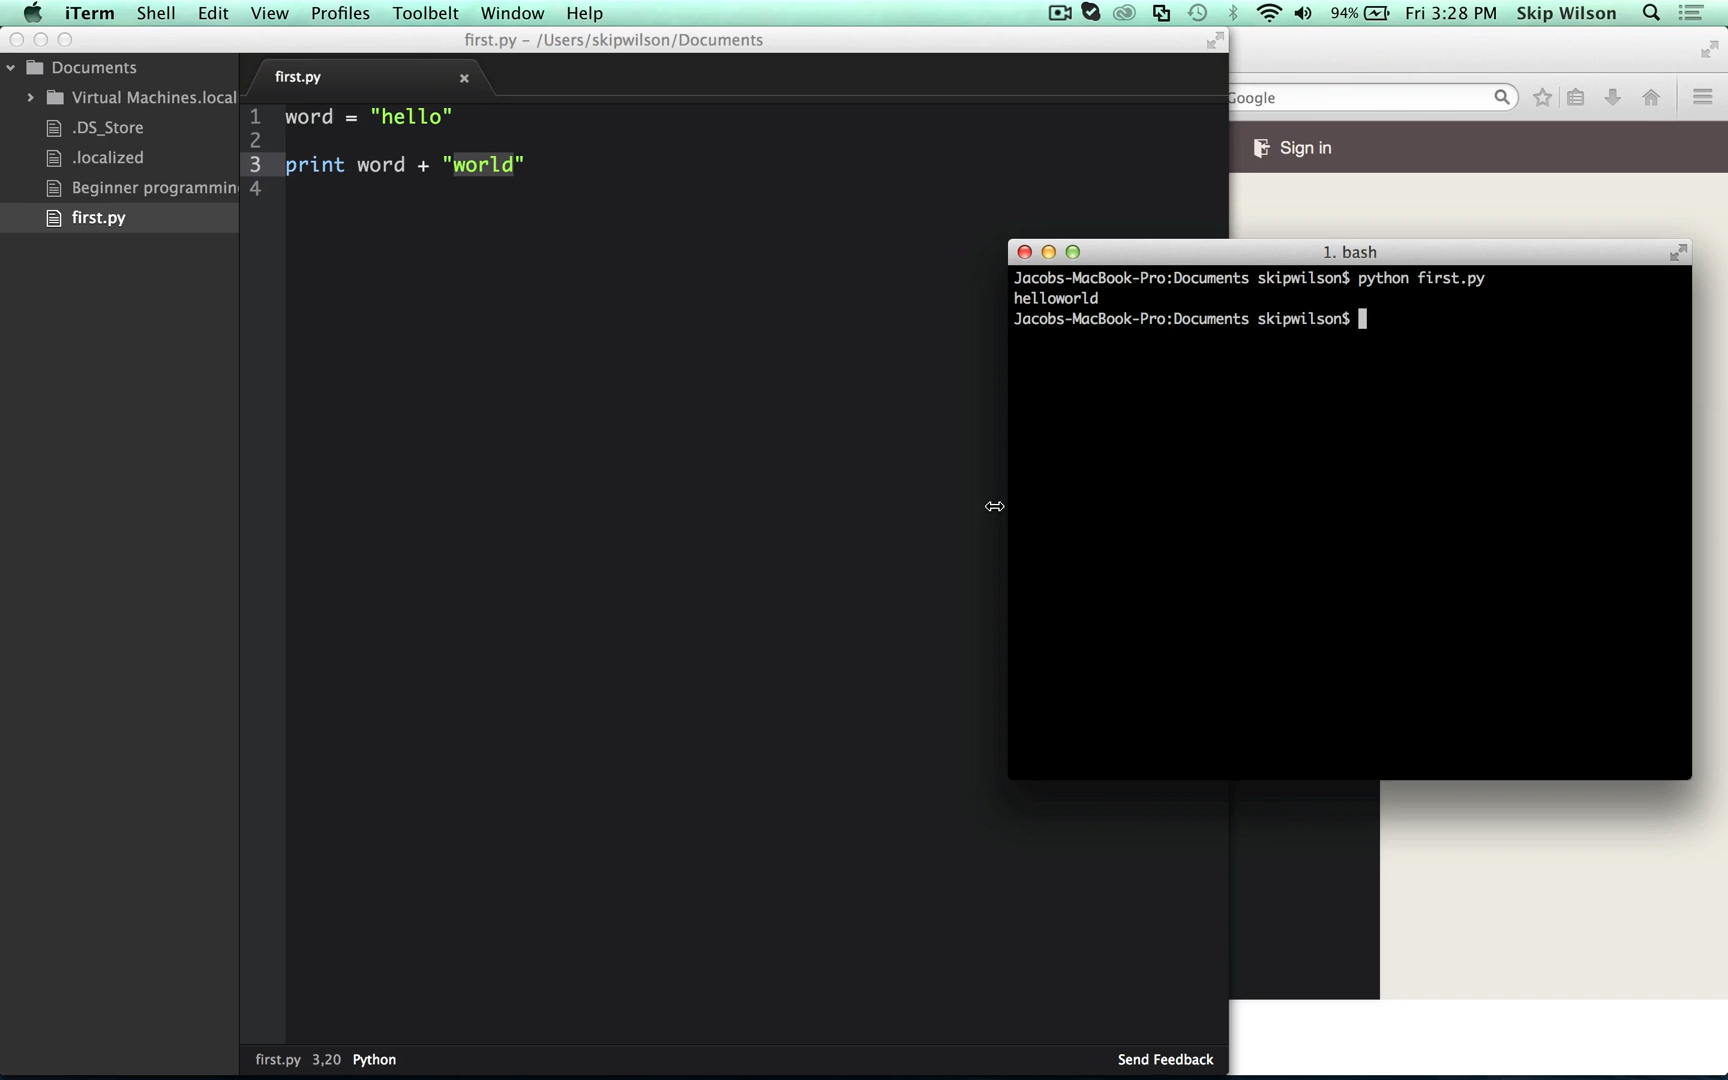 iTerm Shell Edit View Profiles Toolbelt Window Help 94% Fri 3:28 PM Skip Wilson
first.py – /Users/skipwilson/Documents
Documents
Virtual Machines.local
.DS_Store
.localized
Beginner programming
first.py
first.py
1 word = "hello"
2
3 print word + "world"
4
Google
Sign in
1. bash
Jacobs-MacBook-Pro:Documents skipwilson$ python first.py
helloworld
Jacobs-MacBook-Pro:Documents skipwilson$
first.py 3,20 Python
Send Feedback